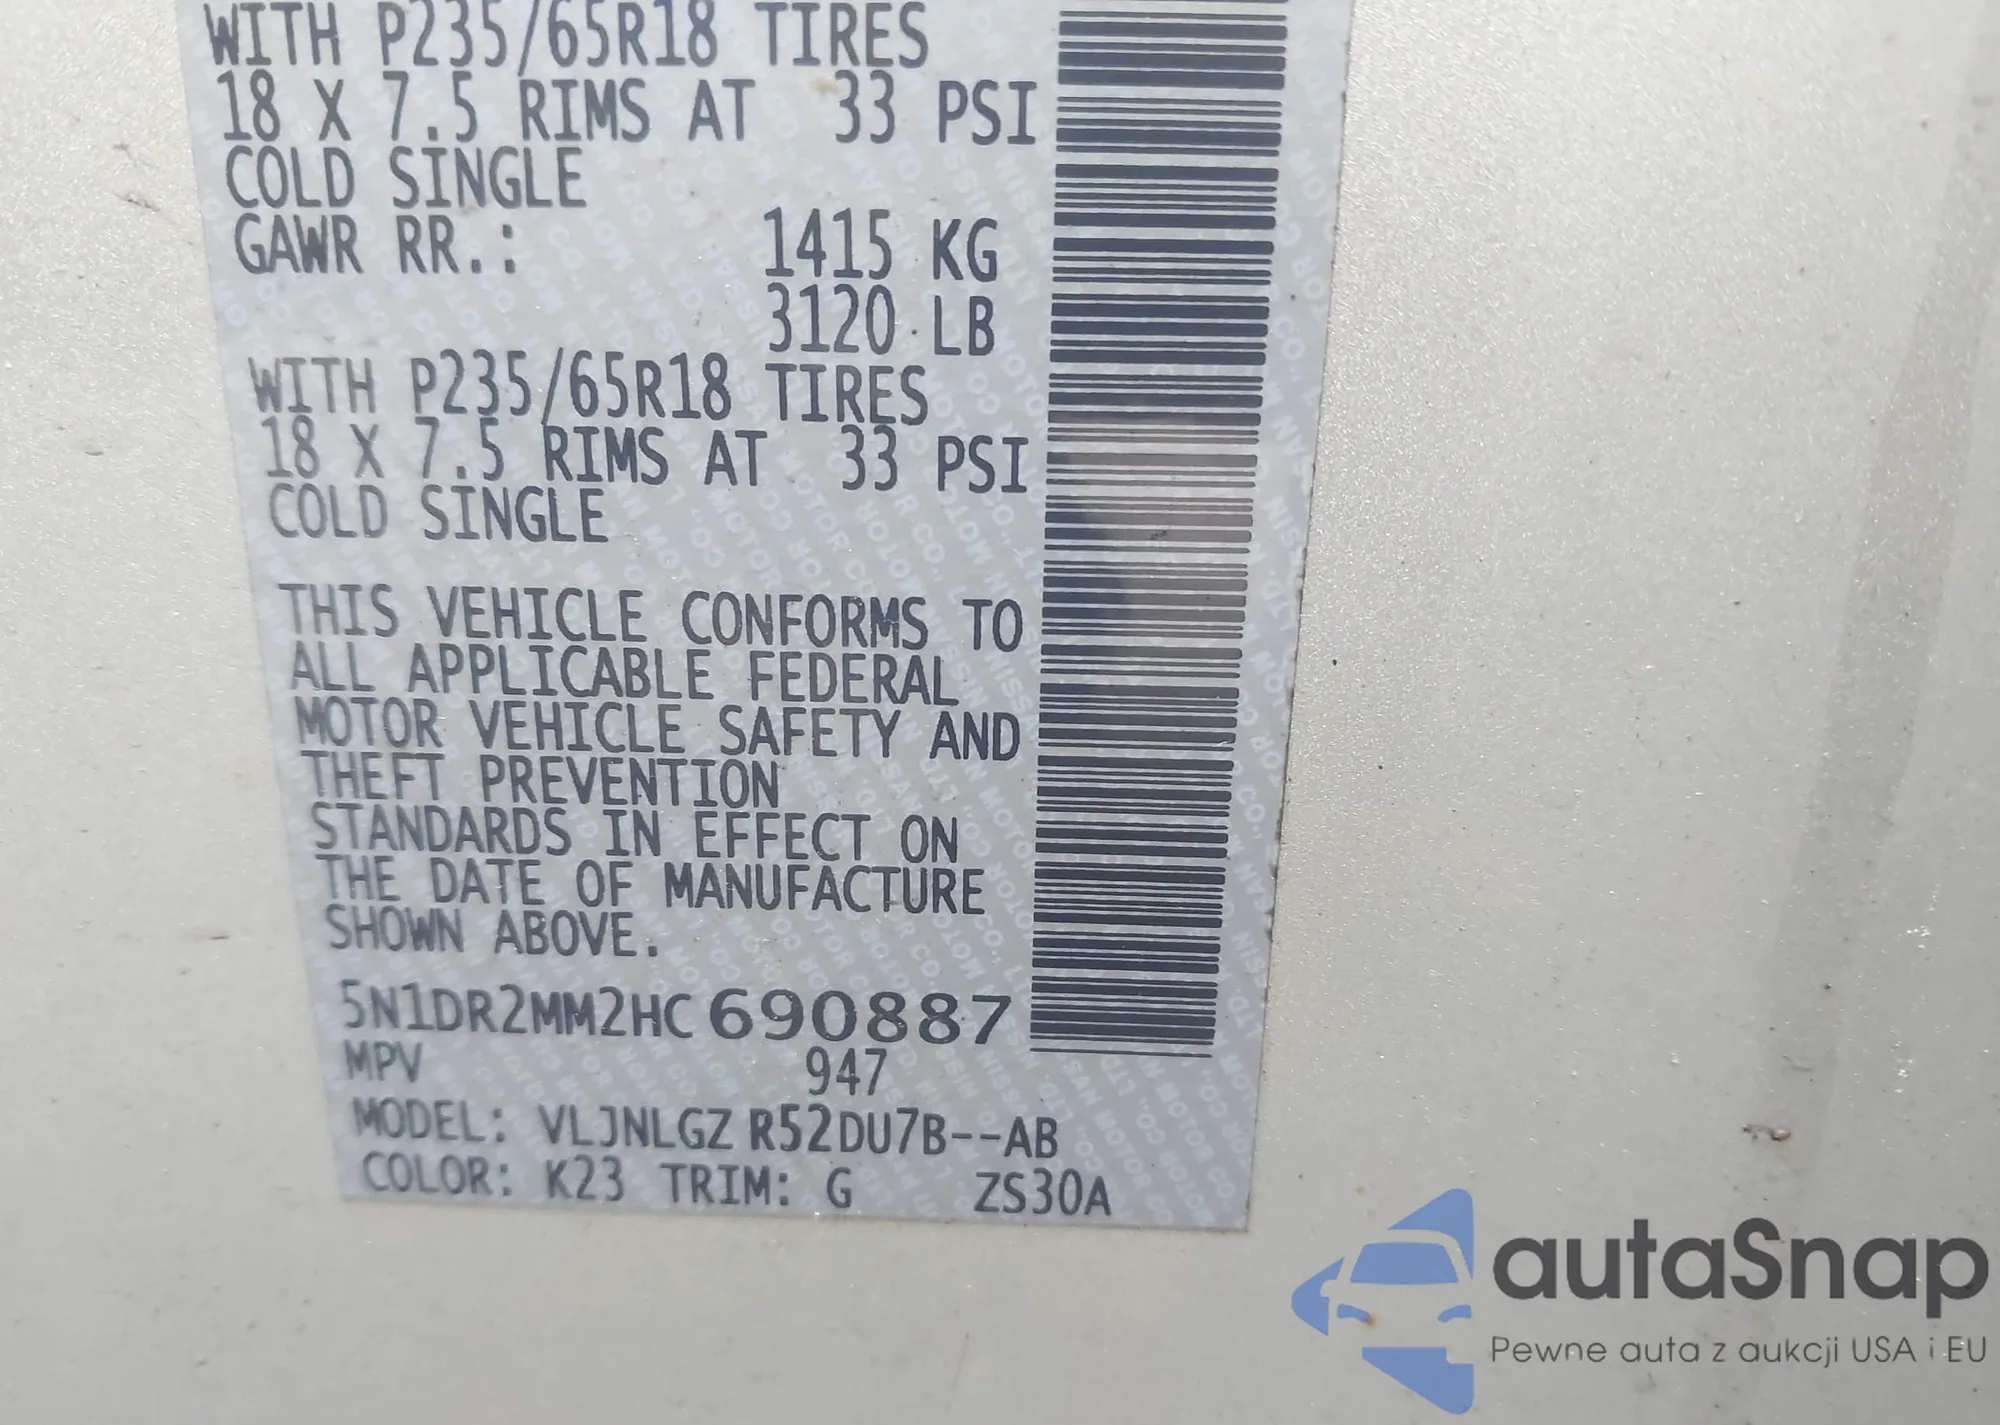 WITH P235/65R18 TIRES
18 X 7.5 RIMS AT 33 PSI
COLD SINGLE
GAWR RR.: 1415 KG
3120 LB
WITH P235/65R18 TIRES
18 X 7.5 RIMS AT 33 PSI
COLD SINGLE
THIS VEHICLE CONFORMS TO
ALL APPLICABLE FEDERAL
MOTOR VEHICLE SAFETY AND
THEFT PREVENTION
STANDARDS IN EFFECT ON
THE DATE OF MANUFACTURE
SHOWN ABOVE.
5N1DR2MM2HC690887
MPV 947
MODEL: VLJNLGZ R52DU7B--AB
COLOR: K23 TRIM: G ZS30A
autaSnap
Pewne auta z aukcji USA i EU